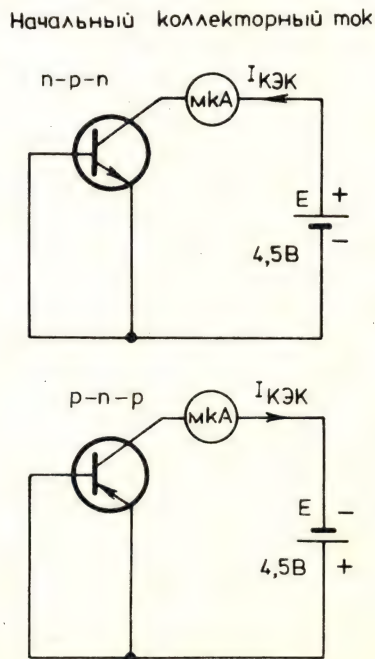 Начальный коллекторный ток
n-p-n
IКЭК
мкА
E +
4,5В −
p-n-p
IКЭК
мкА
E −
4,5В +